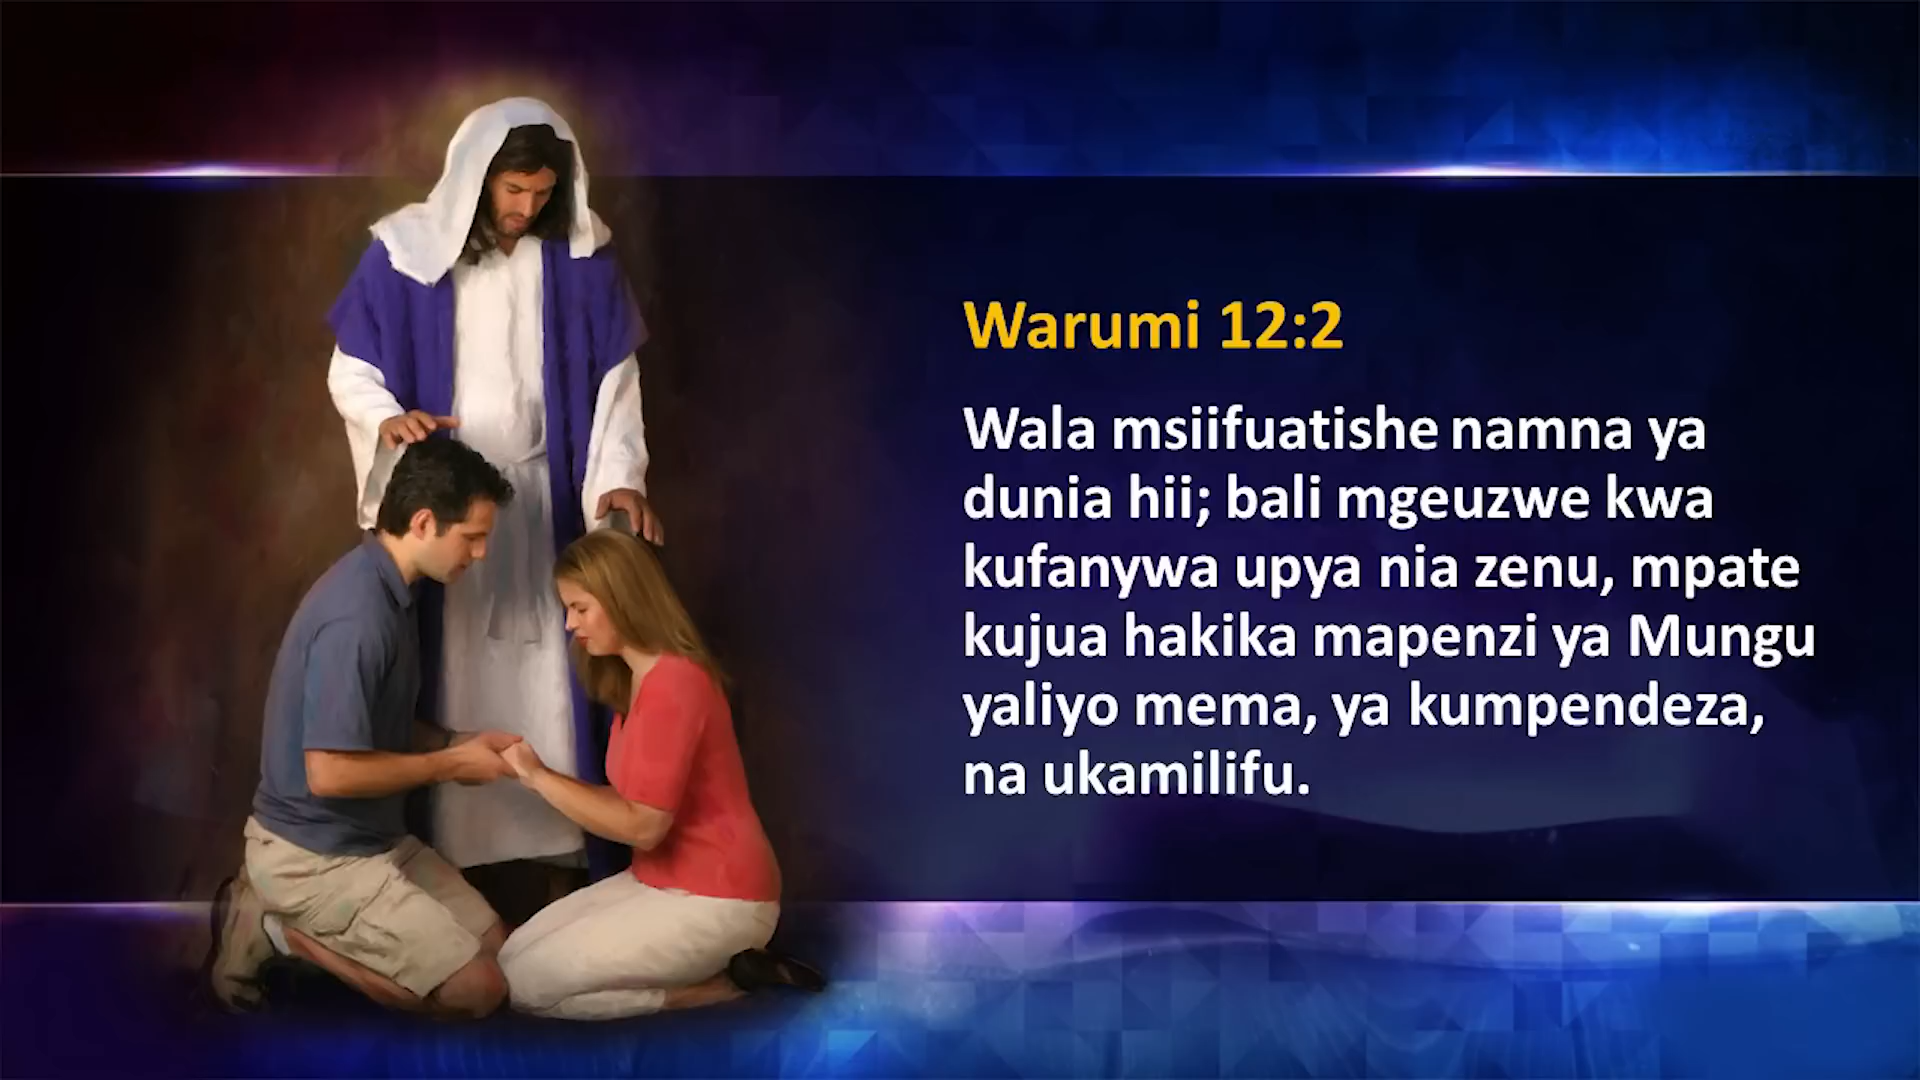 Warumi 12:2
Wala msiifuatishe namna ya
dunia hii; bali mgeuzwe kwa
kufanywa upya nia zenu, mpate
kujua hakika mapenzi ya Mungu
yaliyo mema, ya kumpendeza,
na ukamilifu.